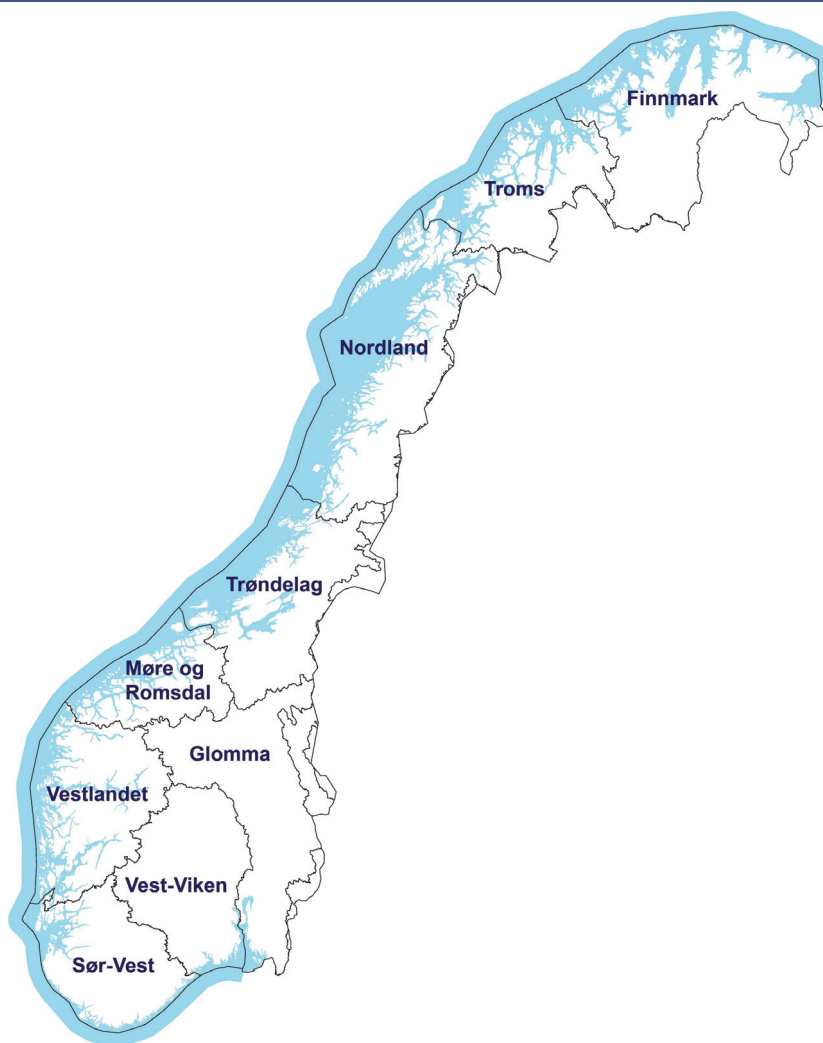 Finnmark
Troms
Nordland
Trøndelag
Møre og
Romsdal
Glomma
Vestlandet
Vest-Viken
Sør-Vest